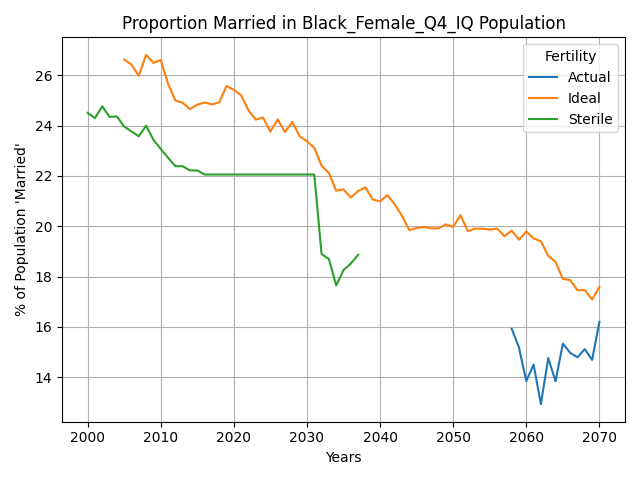 Proportion Married in Black_Female_Q4_IQ Population
% of Population 'Married'
26
24
22
20
18
16
14
2000 2010 2020 2030 2040 2050 2060 2070
Years
Fertility
Actual
Ideal
Sterile